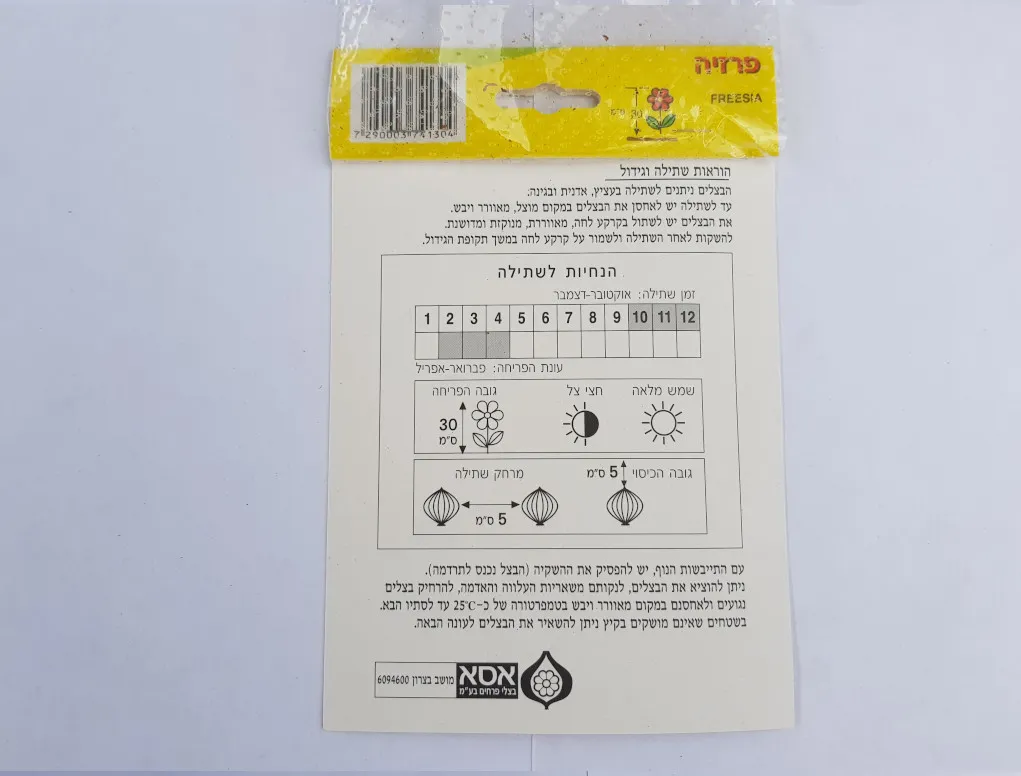 פרזיה
FREESIA
30 ס"מ
7290003741304
הוראות שתילה וגידול
הבצלים ניתנים לשתילה בעציץ, אדנית ובגינה.
עד לשתילה יש לאחסן את הבצלים במקום מוצל, מאוורר ויבש.
את הבצלים יש לשתול בקרקע לחה, מאווררת, מנוקזת ומדושנת.
להשקות לאחר השתילה ולשמור על קרקע לחה במשך תקופת הגידול.
הנחיות לשתילה
זמן שתילה: אוקטובר-דצמבר
1 2 3 4 5 6 7 8 9 10 11 12
עונת הפריחה: פברואר-אפריל
שמש מלאה
חצי צל
גובה הפריחה
30 ס"מ
גובה הכיסוי
5 ס"מ
מרחק שתילה
5 ס"מ
עם התייבשות הנוף, יש להפסיק את ההשקיה (הבצל נכנס לתרדמה).
ניתן להוציא את הבצלים, לנקותם משאריות העלווה והאדמה, להרחיק בצלים
נגועים ולאחסנם במקום מאוורר ויבש בטמפרטורה של כ-25°C עד לסתיו הבא.
בשטחים שאינם מושקים בקיץ ניתן להשאיר את הבצלים לעונה הבאה.
אסא
בצלי פרחים בע"מ
מושב בצרון 6094600